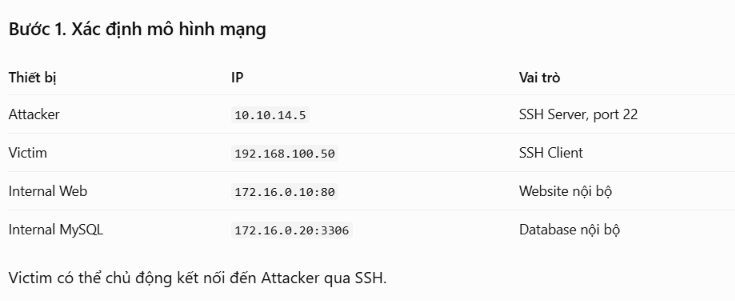 Bước 1. Xác định mô hình mạng
Thiết bị IP Vai trò
Attacker 10.10.14.5 SSH Server, port 22
Victim 192.168.100.50 SSH Client
Internal Web 172.16.0.10:80 Website nội bộ
Internal MySQL 172.16.0.20:3306 Database nội bộ
Victim có thể chủ động kết nối đến Attacker qua SSH.